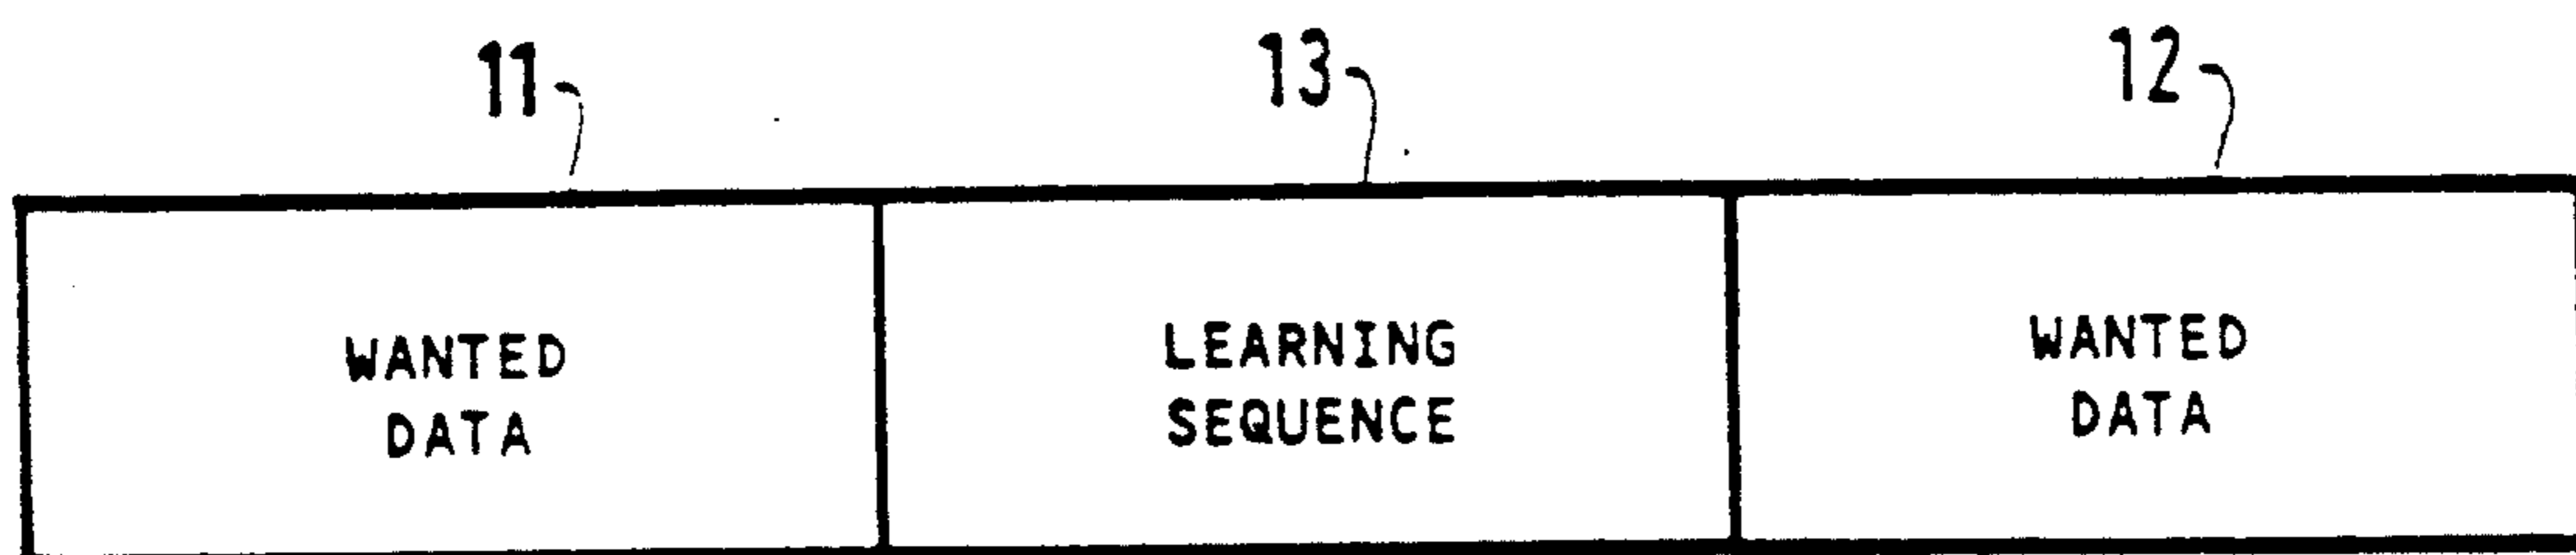 11 13 12
WANTED LEARNING WANTED
DATA SEQUENCE DATA